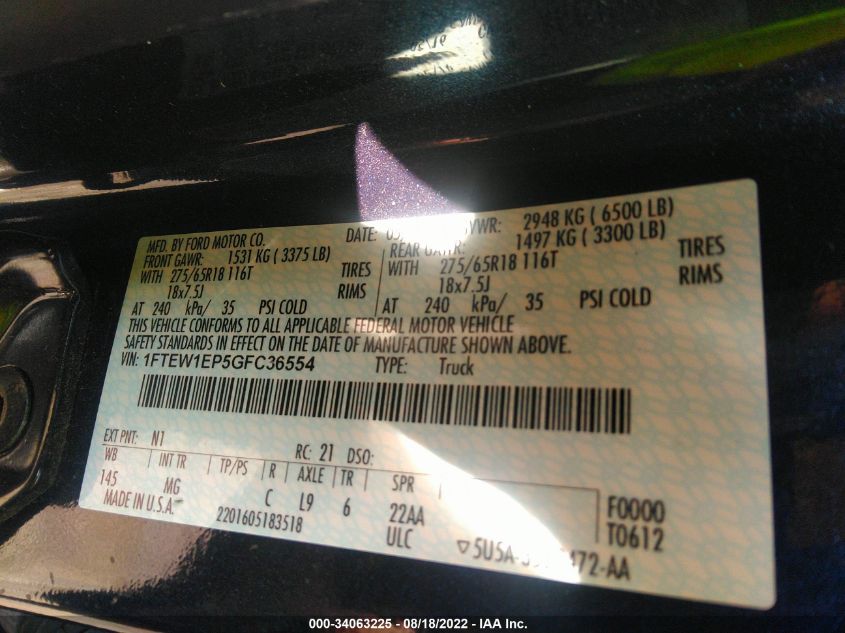 MFD. BY FORD MOTOR CO.
DATE: GVWR: 2948 KG ( 6500 LB)
FRONT GAWR: 1531 KG ( 3375 LB)
REAR GAWR: 1497 KG ( 3300 LB)
WITH 275/65R18 116T TIRES
WITH 275/65R18 116T TIRES
18x7.5J RIMS
18x7.5J RIMS
AT 240 kPa/ 35 PSI COLD
AT 240 kPa/ 35 PSI COLD
THIS VEHICLE CONFORMS TO ALL APPLICABLE FEDERAL MOTOR VEHICLE
SAFETY STANDARDS IN EFFECT ON THE DATE OF MANUFACTURE SHOWN ABOVE.
VIN: 1FTEW1EP5GFC36554 TYPE: Truck
EXT PNT: N1 RC: 21 DSO:
WB INT TR TP/PS R AXLE TR SPR
145 MG C L9 6 22AA F0000
MADE IN U.S.A. 2201605183518 ULC T0612
5U5A- 472-AA
000-34063225 - 08/18/2022 - IAA Inc.